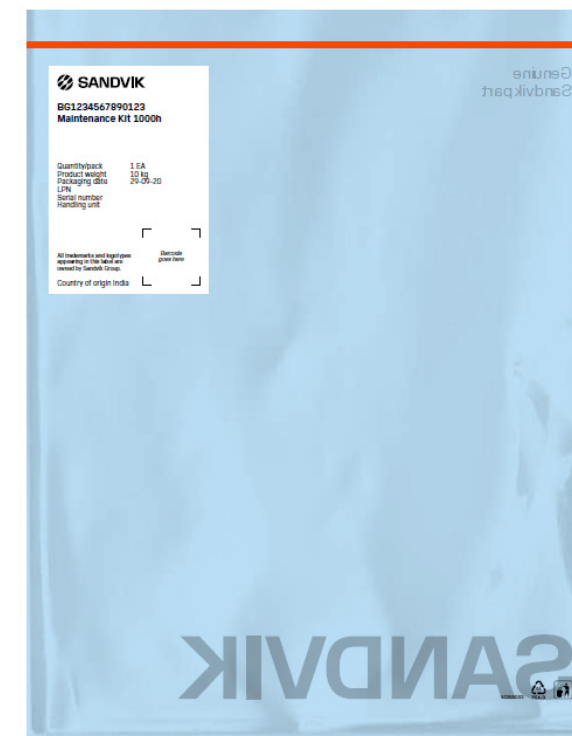 Genuine
Sandvik part
SANDVIK
BG1234567890123
Maintenance Kit 1000h
Quantity/pack 1 EA
Product weight 10 kg
Packaging date 29-09-20
LPN
Serial number
Handling unit
Barcode
goes here
All trademarks and logotypes
appearing in this label are
owned by Sandvik Group.
Country of origin India
SANDVIK